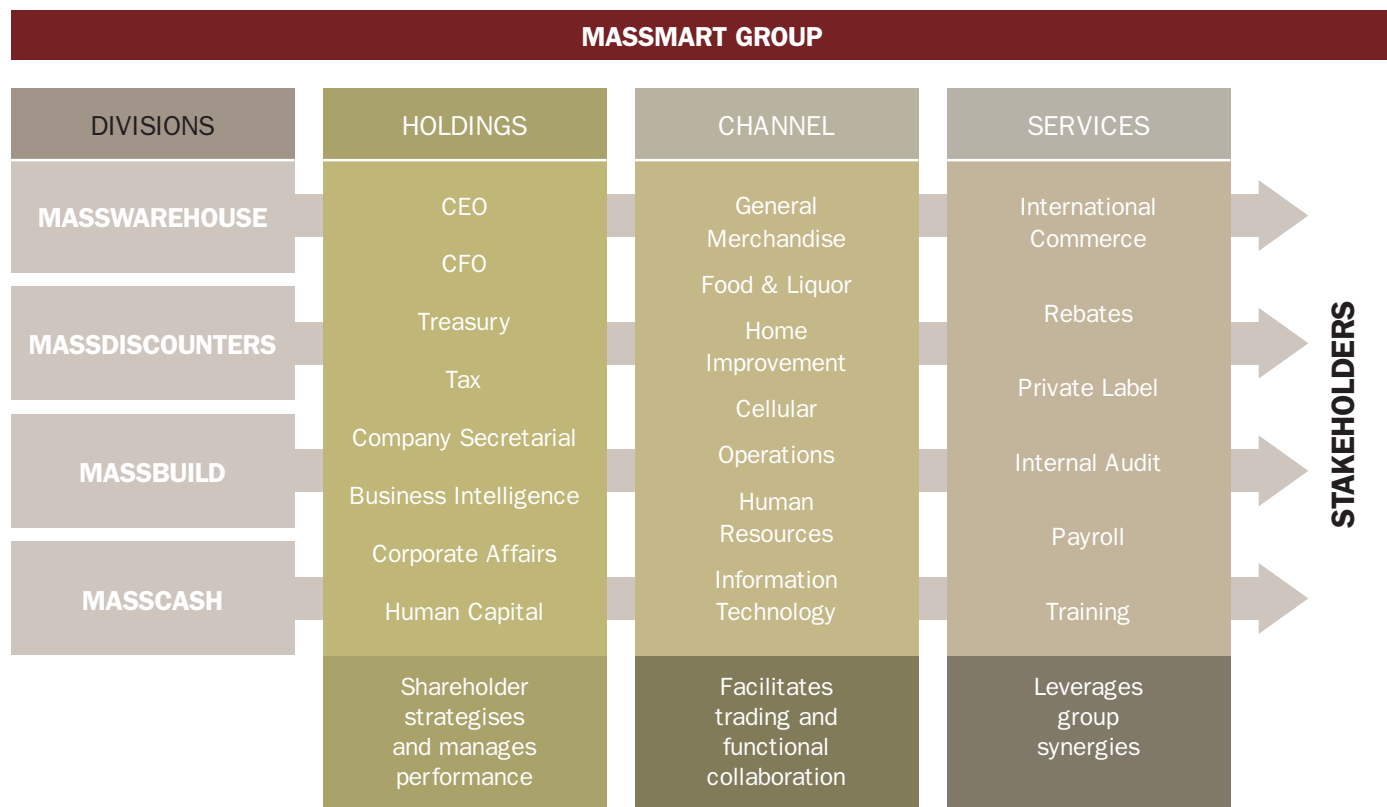 MASSMART GROUP
DIVISIONS
MASSWAREHOUSE
MASSDISCOUNTERS
MASSBUILD
MASSCASH
HOLDINGS
CEO
CFO
Treasury
Tax
Company Secretarial
Business Intelligence
Corporate Affairs
Human Capital
Shareholder
strategises
and manages
performance
CHANNEL
General
Merchandise
Food & Liquor
Home
Improvement
Cellular
Operations
Human
Resources
Information
Technology
Facilitates
trading and
functional
collaboration
SERVICES
International
Commerce
Rebates
Private Label
Internal Audit
Payroll
Training
Leverages
group
synergies
STAKEHOLDERS